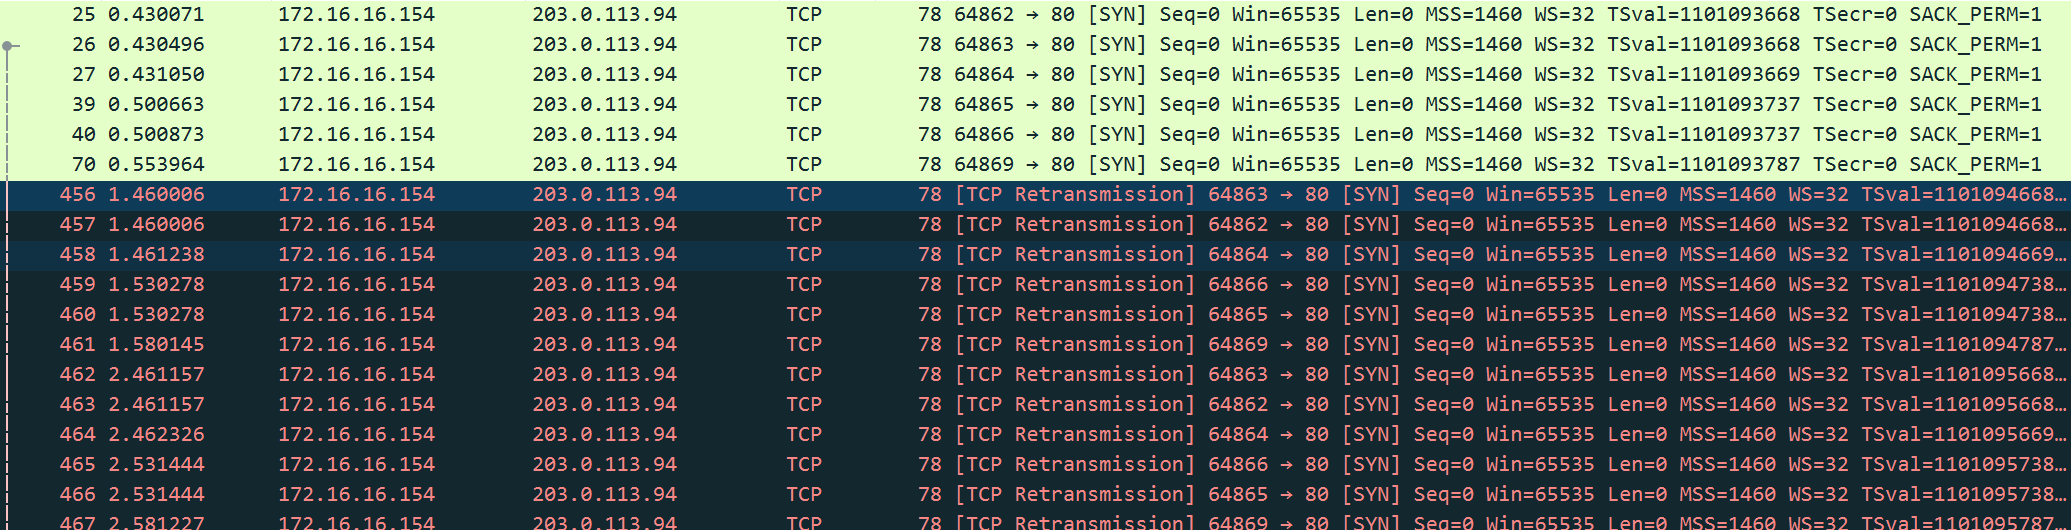 25 0.430071 172.16.16.154 203.0.113.94 TCP 78 64862 → 80 [SYN] Seq=0 Win=65535 Len=0 MSS=1460 WS=32 TSval=1101093668 TSecr=0 SACK_PERM=1
26 0.430496 172.16.16.154 203.0.113.94 TCP 78 64863 → 80 [SYN] Seq=0 Win=65535 Len=0 MSS=1460 WS=32 TSval=1101093668 TSecr=0 SACK_PERM=1
27 0.431050 172.16.16.154 203.0.113.94 TCP 78 64864 → 80 [SYN] Seq=0 Win=65535 Len=0 MSS=1460 WS=32 TSval=1101093669 TSecr=0 SACK_PERM=1
39 0.500663 172.16.16.154 203.0.113.94 TCP 78 64865 → 80 [SYN] Seq=0 Win=65535 Len=0 MSS=1460 WS=32 TSval=1101093737 TSecr=0 SACK_PERM=1
40 0.500873 172.16.16.154 203.0.113.94 TCP 78 64866 → 80 [SYN] Seq=0 Win=65535 Len=0 MSS=1460 WS=32 TSval=1101093737 TSecr=0 SACK_PERM=1
70 0.553964 172.16.16.154 203.0.113.94 TCP 78 64869 → 80 [SYN] Seq=0 Win=65535 Len=0 MSS=1460 WS=32 TSval=1101093787 TSecr=0 SACK_PERM=1
456 1.460006 172.16.16.154 203.0.113.94 TCP 78 [TCP Retransmission] 64863 → 80 [SYN] Seq=0 Win=65535 Len=0 MSS=1460 WS=32 TSval=1101094668…
457 1.460006 172.16.16.154 203.0.113.94 TCP 78 [TCP Retransmission] 64862 → 80 [SYN] Seq=0 Win=65535 Len=0 MSS=1460 WS=32 TSval=1101094668…
458 1.461238 172.16.16.154 203.0.113.94 TCP 78 [TCP Retransmission] 64864 → 80 [SYN] Seq=0 Win=65535 Len=0 MSS=1460 WS=32 TSval=1101094669…
459 1.530278 172.16.16.154 203.0.113.94 TCP 78 [TCP Retransmission] 64866 → 80 [SYN] Seq=0 Win=65535 Len=0 MSS=1460 WS=32 TSval=1101094738…
460 1.530278 172.16.16.154 203.0.113.94 TCP 78 [TCP Retransmission] 64865 → 80 [SYN] Seq=0 Win=65535 Len=0 MSS=1460 WS=32 TSval=1101094738…
461 1.580145 172.16.16.154 203.0.113.94 TCP 78 [TCP Retransmission] 64869 → 80 [SYN] Seq=0 Win=65535 Len=0 MSS=1460 WS=32 TSval=1101094787…
462 2.461157 172.16.16.154 203.0.113.94 TCP 78 [TCP Retransmission] 64863 → 80 [SYN] Seq=0 Win=65535 Len=0 MSS=1460 WS=32 TSval=1101095668…
463 2.461157 172.16.16.154 203.0.113.94 TCP 78 [TCP Retransmission] 64862 → 80 [SYN] Seq=0 Win=65535 Len=0 MSS=1460 WS=32 TSval=1101095668…
464 2.462326 172.16.16.154 203.0.113.94 TCP 78 [TCP Retransmission] 64864 → 80 [SYN] Seq=0 Win=65535 Len=0 MSS=1460 WS=32 TSval=1101095669…
465 2.531444 172.16.16.154 203.0.113.94 TCP 78 [TCP Retransmission] 64866 → 80 [SYN] Seq=0 Win=65535 Len=0 MSS=1460 WS=32 TSval=1101095738…
466 2.531444 172.16.16.154 203.0.113.94 TCP 78 [TCP Retransmission] 64865 → 80 [SYN] Seq=0 Win=65535 Len=0 MSS=1460 WS=32 TSval=1101095738…
467 2.581227 172.16.16.154 203.0.113.94 TCP 78 [TCP Retransmission] 64869 → 80 [SYN] Seq=0 Win=65535 Len=0 MSS=1460 WS=32 TSval=1101095787…